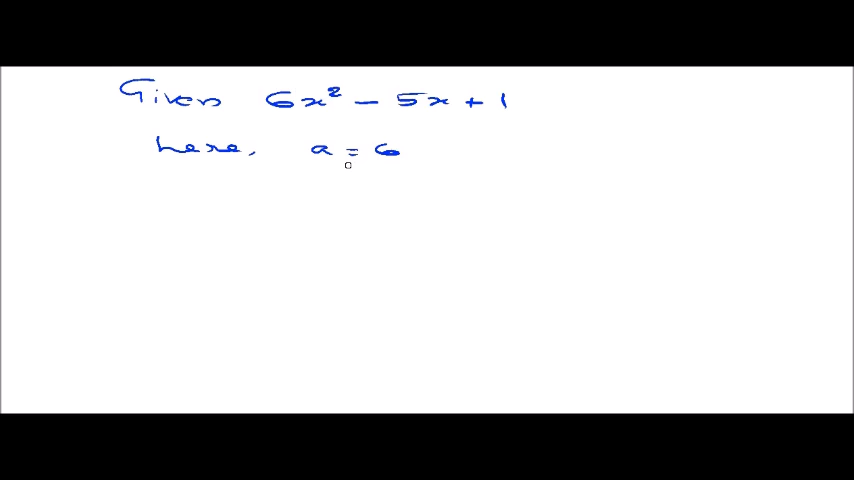 Given 6x² - 5x + 1
here, a = 6